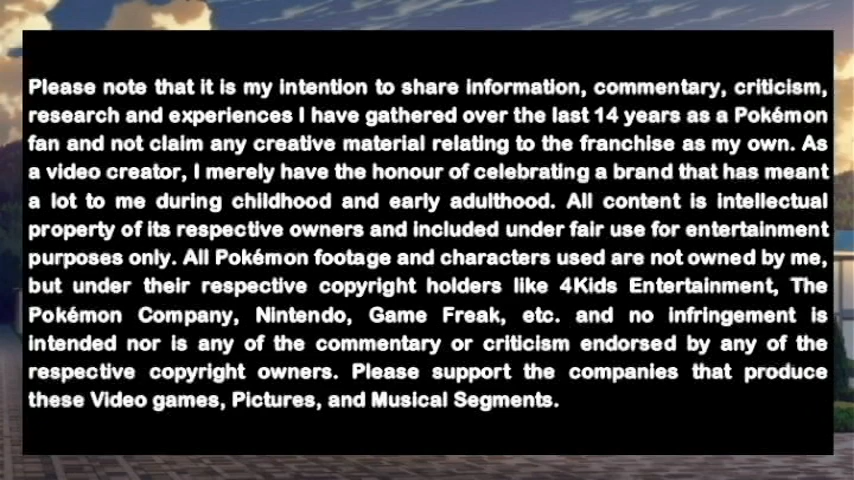 Please note that it is my intention to share information, commentary, criticism,
research and experiences I have gathered over the last 14 years as a Pokémon
fan and not claim any creative material relating to the franchise as my own. As
a video creator, I merely have the honour of celebrating a brand that has meant
a lot to me during childhood and early adulthood. All content is intellectual
property of its respective owners and included under fair use for entertainment
purposes only. All Pokémon footage and characters used are not owned by me,
but under their respective copyright holders like 4Kids Entertainment, The
Pokémon Company, Nintendo, Game Freak, etc. and no infringement is
intended nor is any of the commentary or criticism endorsed by any of the
respective copyright owners. Please support the companies that produce
these Video games, Pictures, and Musical Segments.